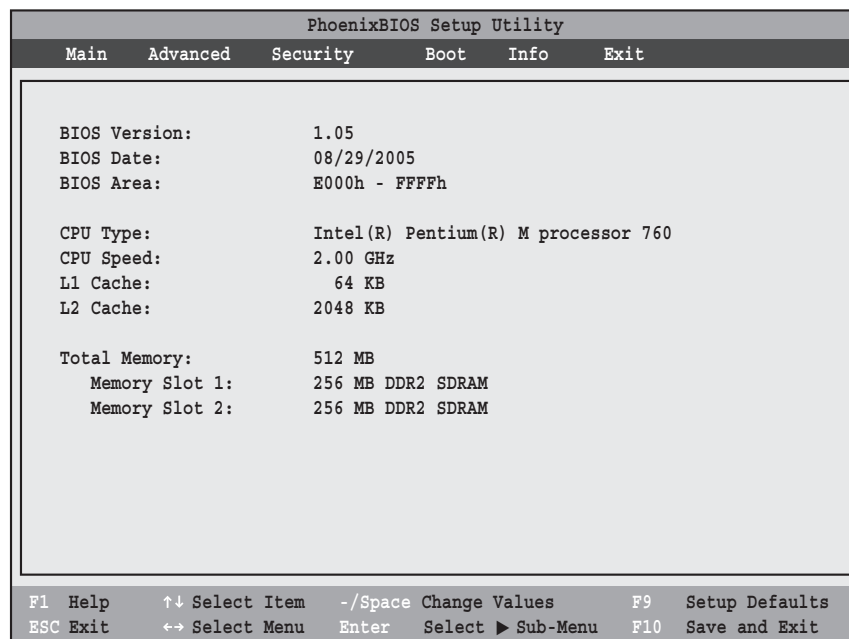 PhoenixBIOS Setup Utility
Main Advanced Security Boot Info Exit
BIOS Version: 1.05
BIOS Date: 08/29/2005
BIOS Area: E000h - FFFFh
CPU Type: Intel(R) Pentium(R) M processor 760
CPU Speed: 2.00 GHz
L1 Cache: 64 KB
L2 Cache: 2048 KB
Total Memory: 512 MB
Memory Slot 1: 256 MB DDR2 SDRAM
Memory Slot 2: 256 MB DDR2 SDRAM
F1 Help ↑↓ Select Item -/Space Change Values F9 Setup Defaults
ESC Exit ←→ Select Menu Enter Select ▶ Sub-Menu F10 Save and Exit